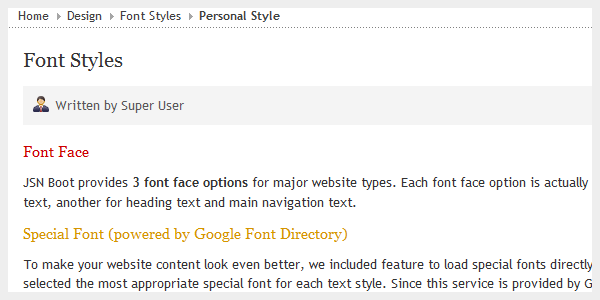 Home Design Font Styles Personal Style
Font Styles
Written by Super User
Font Face
JSN Boot provides 3 font face options for major website types. Each font face option is actually
text, another for heading text and main navigation text.
Special Font (powered by Google Font Directory)
To make your website content look even better, we included feature to load special fonts directly
selected the most appropriate special font for each text style. Since this service is provided by G